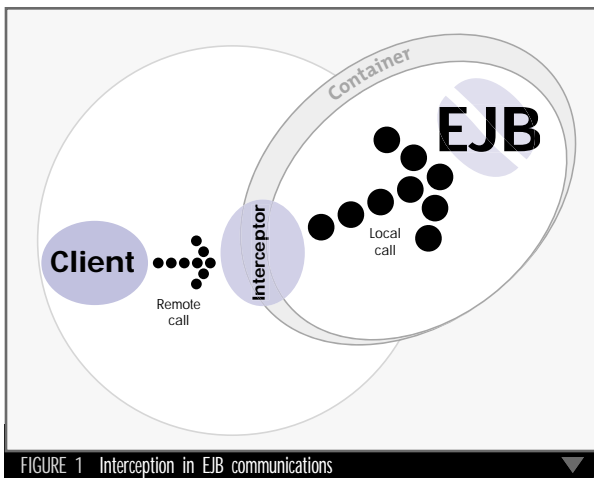 Container
EJB
Interceptor
Client
Local
call
Remote
call
FIGURE 1 Interception in EJB communications